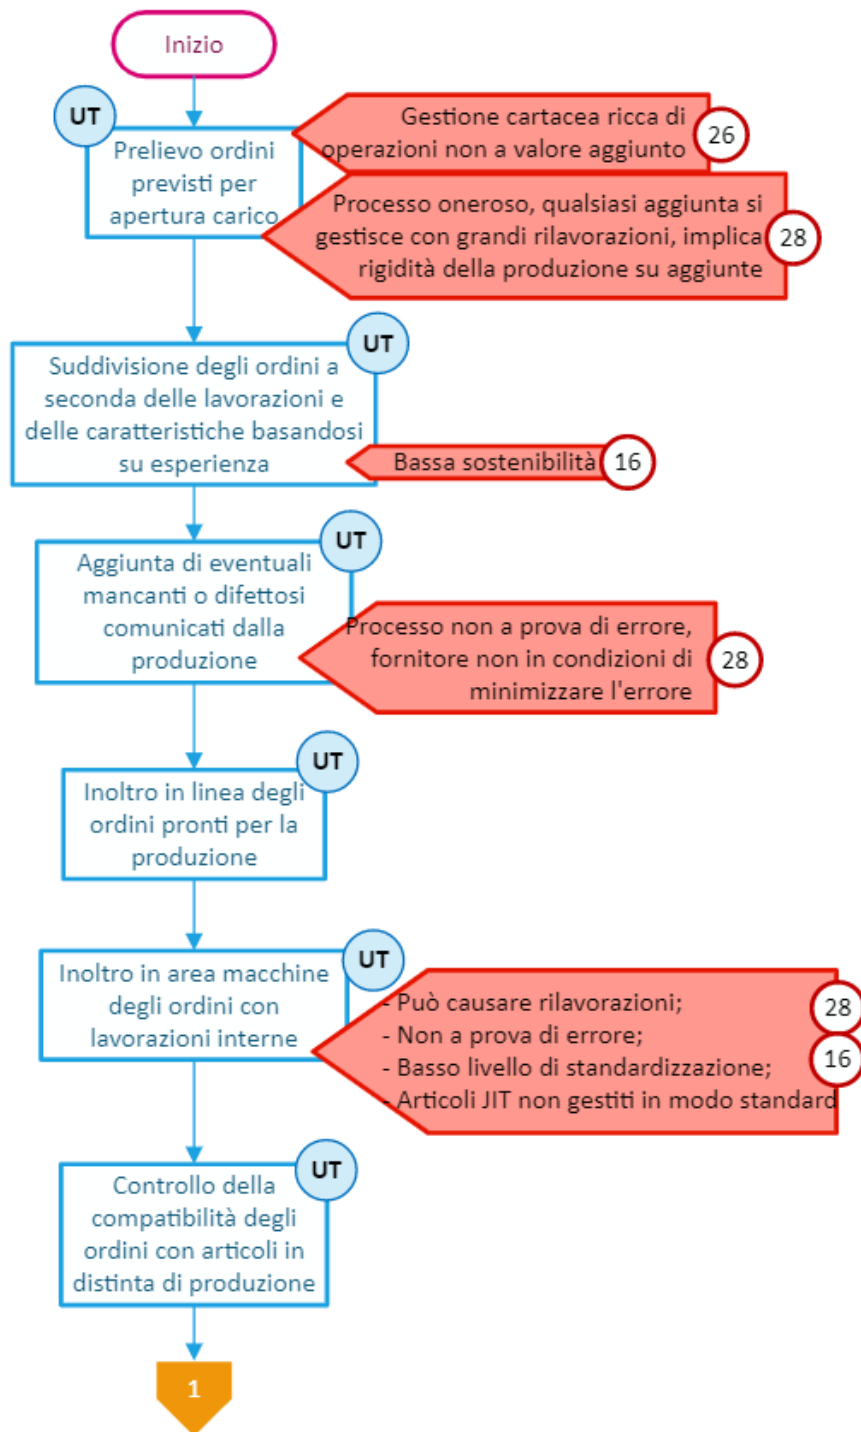 Inizio
UT
Prelievo ordini
previsti per
apertura carico
Gestione cartacea ricca di
operazioni non a valore aggiunto
26
Processo oneroso, qualsiasi aggiunta si
gestisce con grandi rilavorazioni, implica
rigidità della produzione su aggiunte
28
UT
Suddivisione degli ordini a
seconda delle lavorazioni e
delle caratteristiche basandosi
su esperienza
Bassa sostenibilità
16
UT
Aggiunta di eventuali
mancanti o difettosi
comunicati dalla
produzione
Processo non a prova di errore,
fornitore non in condizioni di
minimizzare l'errore
28
UT
Inoltro in linea degli
ordini pronti per la
produzione
UT
Inoltro in area macchine
degli ordini con
lavorazioni interne
- Può causare rilavorazioni;
- Non a prova di errore;
- Basso livello di standardizzazione;
- Articoli JIT non gestiti in modo standard
28
16
UT
Controllo della
compatibilità degli
ordini con articoli in
distinta di produzione
1